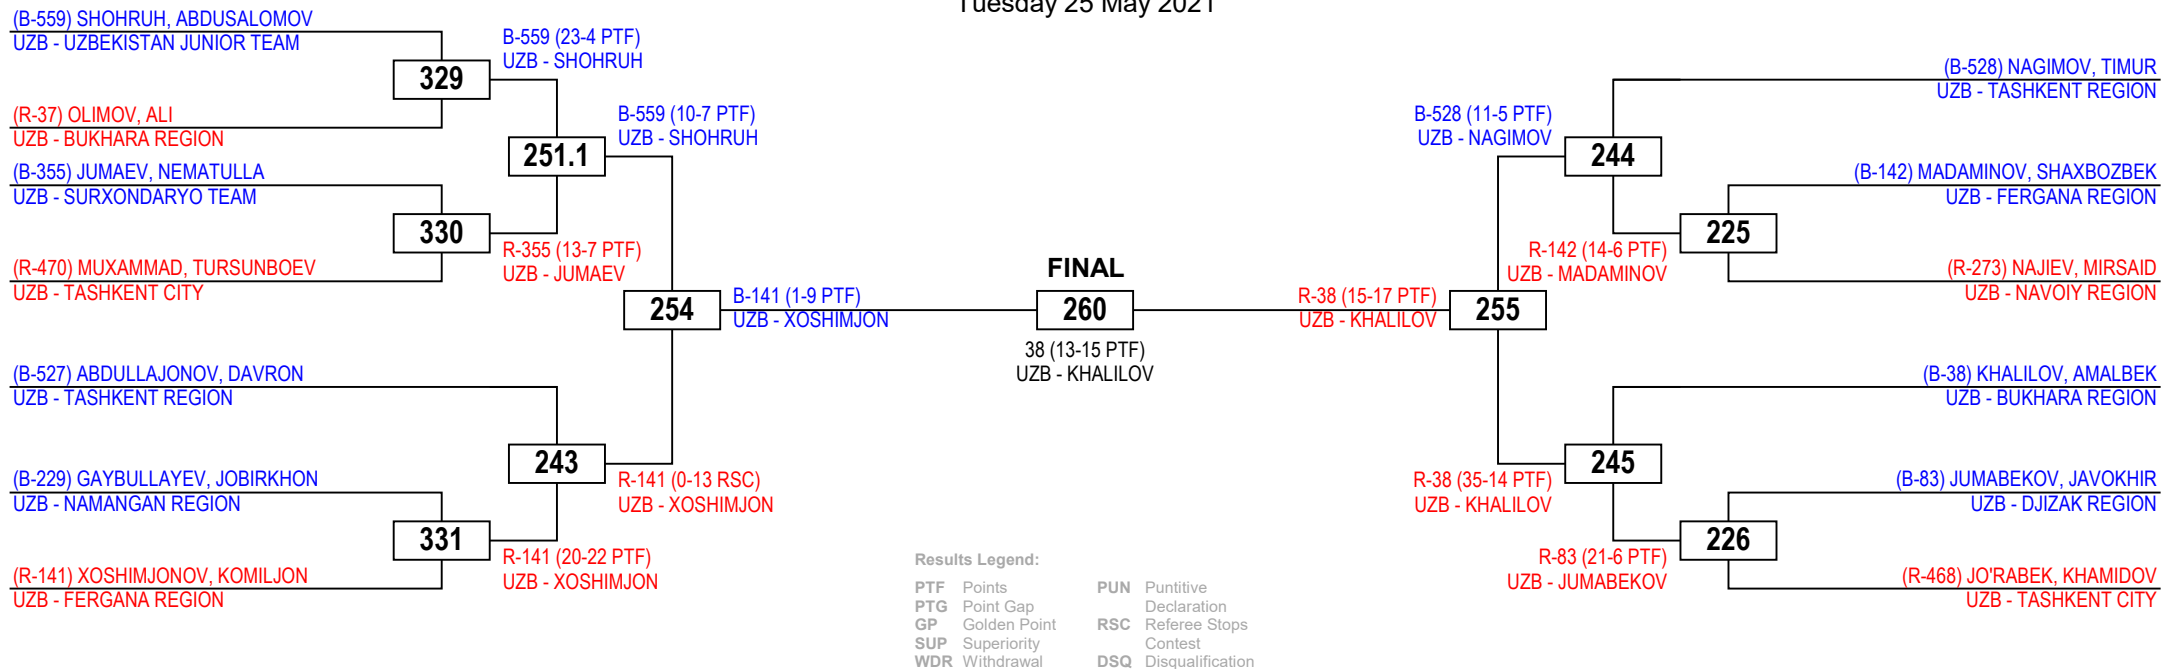 Tuesday 25 May 2021
(B-559) SHOHRUH, ABDUSALOMOV
UZB - UZBEKISTAN JUNIOR TEAM
329
B-559 (23-4 PTF)
UZB - SHOHRUH
(R-37) OLIMOV, ALI
UZB - BUKHARA REGION
251.1
B-559 (10-7 PTF)
UZB - SHOHRUH
(B-355) JUMAEV, NEMATULLA
UZB - SURXONDARYO TEAM
330
R-355 (13-7 PTF)
UZB - JUMAEV
(R-470) MUXAMMAD, TURSUNBOEV
UZB - TASHKENT CITY
254
B-141 (1-9 PTF)
UZB - XOSHIMJON
(B-527) ABDULLAJONOV, DAVRON
UZB - TASHKENT REGION
243
R-141 (0-13 RSC)
UZB - XOSHIMJON
(B-229) GAYBULLAYEV, JOBIRKHON
UZB - NAMANGAN REGION
331
R-141 (20-22 PTF)
UZB - XOSHIMJON
(R-141) XOSHIMJONOV, KOMILJON
UZB - FERGANA REGION
FINAL
260
38 (13-15 PTF)
UZB - KHALILOV
(B-528) NAGIMOV, TIMUR
UZB - TASHKENT REGION
B-528 (11-5 PTF)
UZB - NAGIMOV
244
(B-142) MADAMINOV, SHAXBOZBEK
UZB - FERGANA REGION
225
R-142 (14-6 PTF)
UZB - MADAMINOV
(R-273) NAJIEV, MIRSAID
UZB - NAVOIY REGION
R-38 (15-17 PTF)
UZB - KHALILOV
255
(B-38) KHALILOV, AMALBEK
UZB - BUKHARA REGION
245
R-38 (35-14 PTF)
UZB - KHALILOV
(B-83) JUMABEKOV, JAVOKHIR
UZB - DJIZAK REGION
226
R-83 (21-6 PTF)
UZB - JUMABEKOV
(R-468) JO'RABEK, KHAMIDOV
UZB - TASHKENT CITY
Results Legend:
PTF Points
PTG Point Gap
GP Golden Point
SUP Superiority
WDR Withdrawal
PUN Puntitive
Declaration
RSC Referee Stops
Contest
DSQ Disqualification